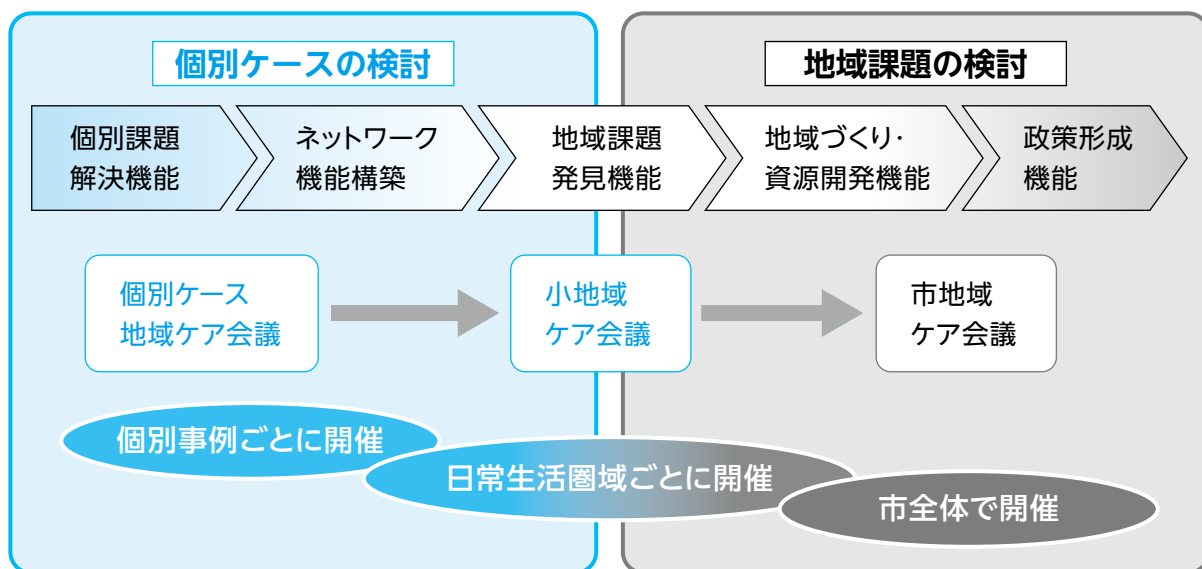 個別ケースの検討
地域課題の検討
個別課題
解決機能
ネットワーク
機能構築
地域課題
発見機能
地域づくり・
資源開発機能
政策形成
機能
個別ケース
地域ケア会議
小地域
ケア会議
市地域
ケア会議
個別事例ごとに開催
日常生活圏域ごとに開催
市全体で開催